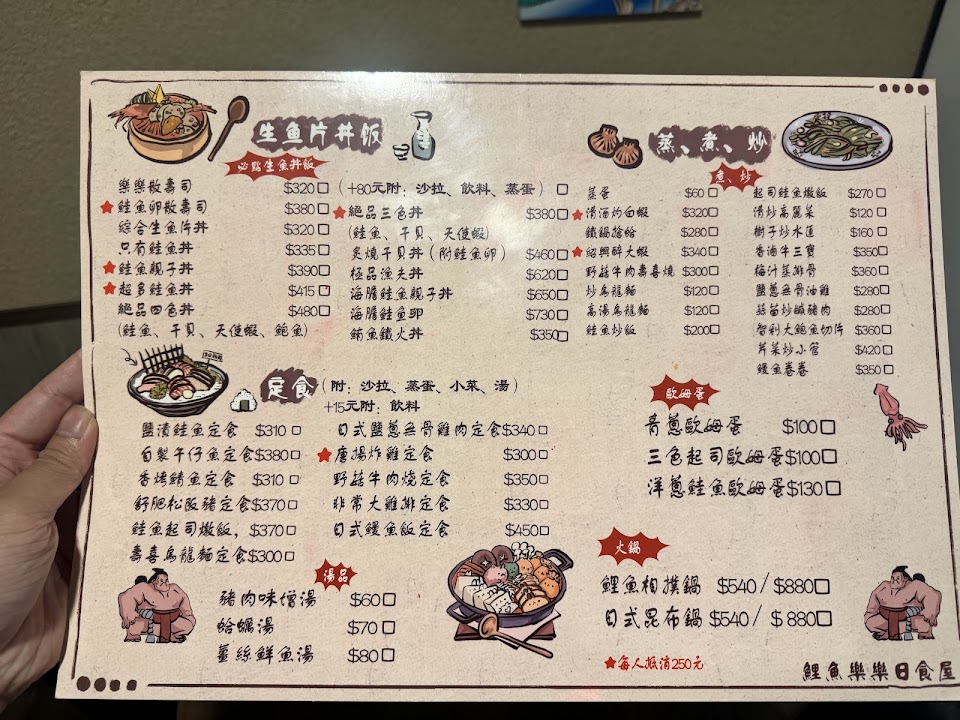 生魚片丼飯
必點生魚丼飯
(+80元附:沙拉、飲料、蒸蛋)
樂樂散壽司 $320
鮭魚卵散壽司 $380
綜合生魚片丼 $320
只有鮭魚丼 $335
鮭魚親子丼 $390
超多鮭魚丼 $415
絕品四色丼 $480
(鮭魚、干貝、天使蝦、鮑魚)
絕品三色丼 $380
(鮭魚、干貝、天使蝦)
炙燒干貝丼(附鮭魚卵) $460
極品漁夫丼 $620
海膽鮭魚親子丼 $650
海膽鮭魚卵 $730
鮪魚鐵火丼 $350
定食(附:沙拉、蒸蛋、小菜、湯)
+15元附:飲料
鹽漬鮭魚定食 $310
自製午仔魚定食$380
香烤鯖魚定食 $310
舒肥松阪豬定食$370
鮭魚起司燉飯, $370
壽喜烏龍麵定食$300
日式鹽蔥無骨雞肉定食$340
唐揚炸雞定食 $300
野菇牛肉燒定食 $350
非常大雞排定食 $330
日式鰻魚飯定食 $450
湯品
豬肉味增湯 $60
蛤蠣湯 $70
薑絲鮮魚湯 $80
蒸、煮、炒
煮、炒
蒸蛋 $60
清酒灼白蝦 $320
鐵鍋搶蛤 $280
紹興醉大蝦 $340
野菇牛肉壽喜燒 $300
炒烏龍麵 $120
高湯烏龍麵 $120
鮭魚炒飯 $200
起司鮭魚燉飯 $270
清炒高麗菜 $120
樹子炒水蓮 $160
香滷牛三寶 $350
梅汁蒸排骨 $360
鹽蔥無骨油雞 $280
蒜苗炒鹹豬肉 $280
智利大鮑魚切片 $360
芹菜炒小管 $420
鰻魚卷卷 $350
歐姆蛋
青蔥歐姆蛋 $100
三色起司歐姆蛋$100
洋蔥鮭魚歐姆蛋$130
火鍋
鯉魚相撲鍋 $540/$880
日式昆布鍋 $540/$880
每人抵消250元
鯉魚樂樂日食屋